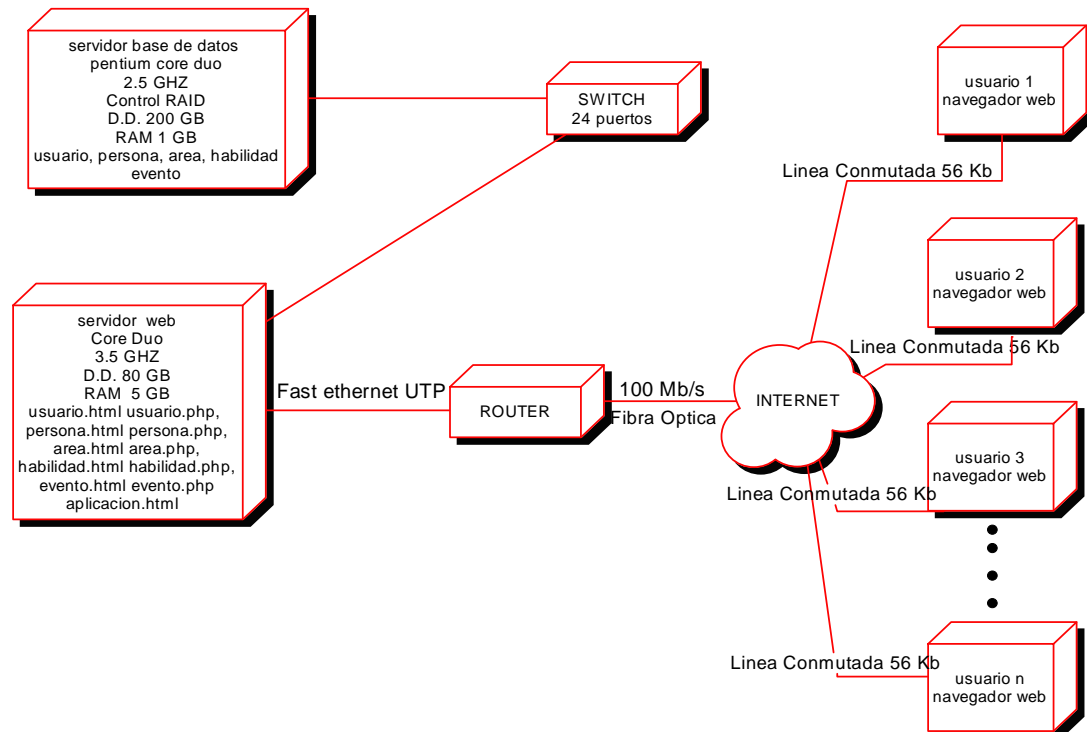 servidor base de datos
pentium core duo
2.5 GHZ
Control RAID
D.D. 200 GB
RAM 1 GB
usuario, persona, area, habilidad
evento
SWITCH
24 puertos
usuario 1
navegador web
Linea Conmutada 56 Kb
usuario 2
navegador web
Linea Conmutada 56 Kb
servidor web
Core Duo
3.5 GHZ
D.D. 80 GB
RAM 5 GB
usuario.html usuario.php,
persona.html persona.php,
area.html area.php,
habilidad.html habilidad.php,
evento.html evento.php
aplicacion.html
Fast ethernet UTP
ROUTER
100 Mb/s
Fibra Optica
INTERNET
usuario 3
navegador web
Linea Conmutada 56 Kb
Linea Conmutada 56 Kb
usuario n
navegador web